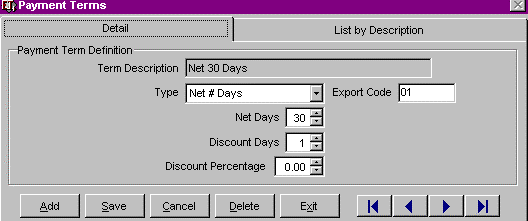 Payment Terms
Detail
List by Description
Payment Term Definition
Term Description Net 30 Days
Type Net # Days Export Code 01
Net Days 30
Discount Days 1
Discount Percentage 0.00
Add Save Cancel Delete Exit